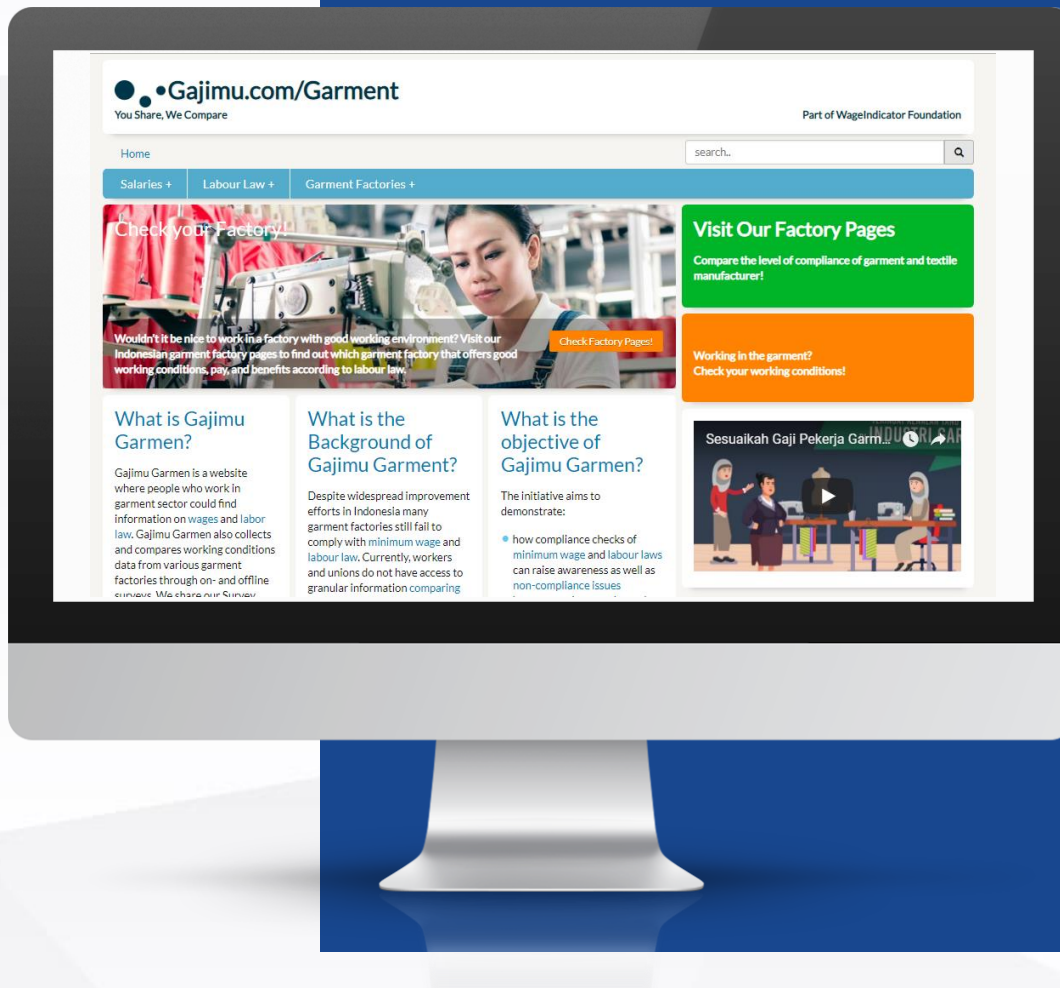 Gajimu.com/Garment
You Share, We Compare
Part of WageIndicator Foundation
Home
search..
Salaries +
Labour Law +
Garment Factories +
Check your Factory!
Wouldn't it be nice to work in a factory with good working environment? Visit our
Indonesian garment factory pages to find out which garment factory that offers good
working conditions, pay, and benefits according to labour law.
Check Factory Pages!
Visit Our Factory Pages
Compare the level of compliance of garment and textile
manufacturer!
Working in the garment?
Check your working conditions!
What is Gajimu
Garmen?
Gajimu Garmen is a website
where people who work in
garment sector could find
information on wages and labor
law. Gajimu Garmen also collects
and compares working conditions
data from various garment
factories through on- and offline
surveys. We share our Survey
What is the
Background of
Gajimu Garment?
Despite widespread improvement
efforts in Indonesia many
garment factories still fail to
comply with minimum wage and
labour law. Currently, workers
and unions do not have access to
granular information comparing
What is the
objective of
Gajimu Garmen?
The initiative aims to
demonstrate:
how compliance checks of
minimum wage and labour laws
can raise awareness as well as
non-compliance issues
Sesuaikah Gaji Pekerja Garm...